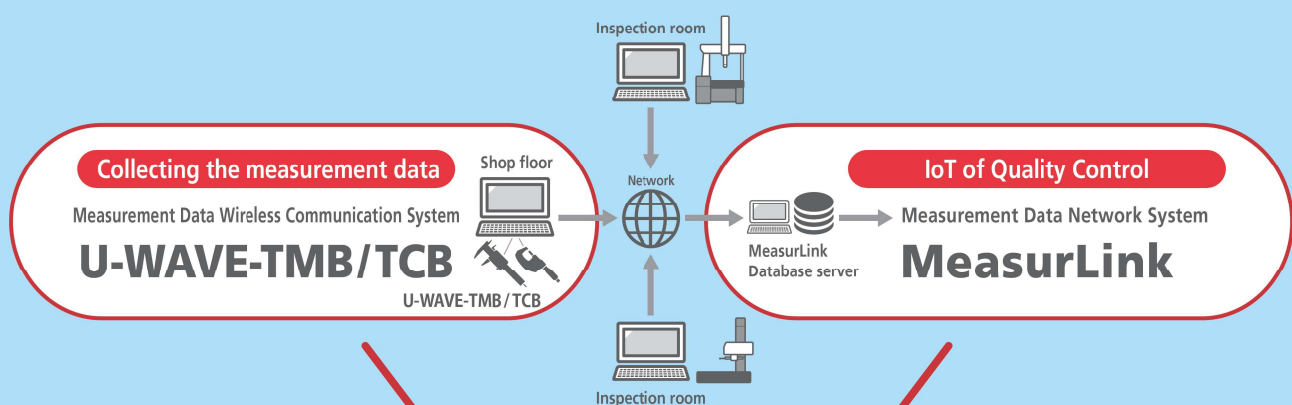 Inspection room
Collecting the measurement data
Measurement Data Wireless Communication System
U-WAVE-TMB/TCB
Shop floor
U-WAVE-TMB/TCB
Network
IoT of Quality Control
MeasurLink
Database server
Measurement Data Network System
MeasurLink
Inspection room